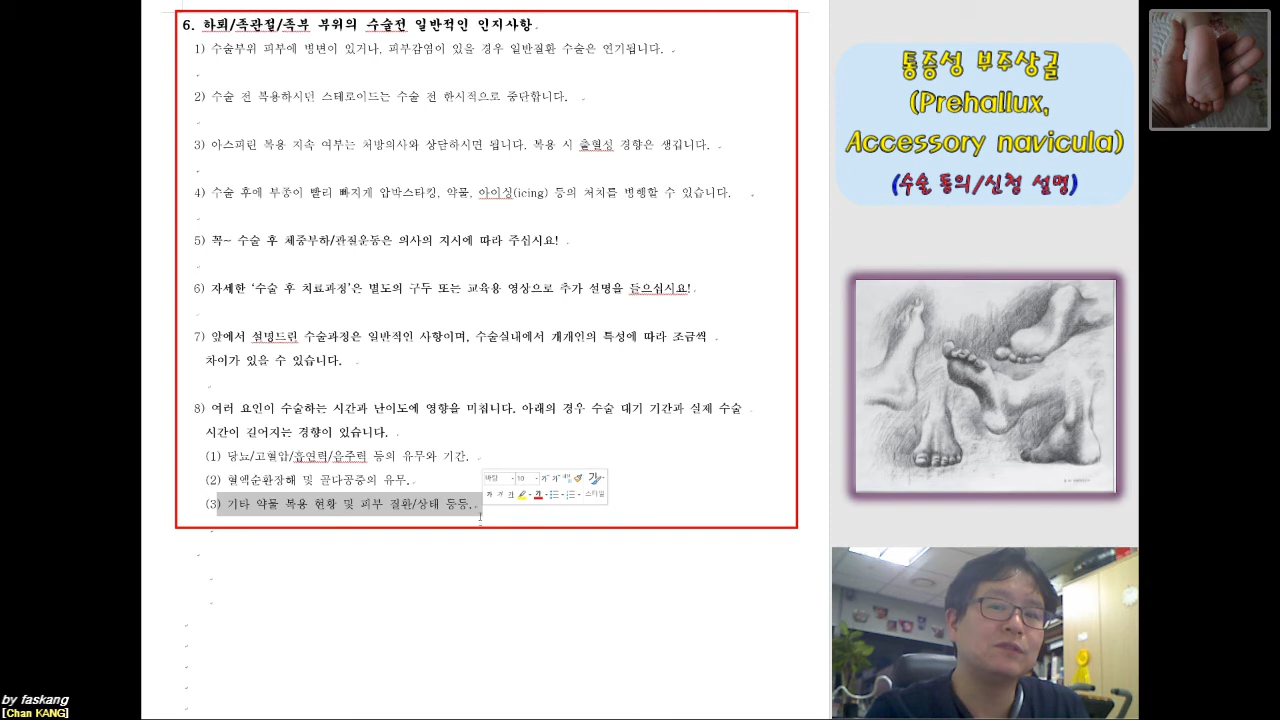 6. 하퇴/족관절/족부 부위의 수술전 일반적인 인지사항
1) 수술부위 피부에 병변이 있거나, 피부감염이 있을 경우 일반질환 수술은 연기됩니다.
2) 수술 전 복용하시던 스테로이드는 수술 전 한시적으로 중단합니다.
3) 아스피린 복용 지속 여부는 처방의사와 상담하시면 됩니다. 복용 시 출혈성 경향은 생깁니다.
4) 수술 후에 부종이 빨리 빠지게 압박스타킹, 약물, 아이싱(icing) 등의 처치를 병행할 수 있습니다.
5) 꼭~ 수술 후 체중부하/관절운동은 의사의 지시에 따라 주십시요!
6) 자세한 '수술 후 치료과정'은 별도의 구두 또는 교육용 영상으로 추가 설명을 들으십시요!
7) 앞에서 설명드린 수술과정은 일반적인 사항이며, 수술실내에서 개개인의 특성에 따라 조금씩
차이가 있을 수 있습니다.
8) 여러 요인이 수술하는 시간과 난이도에 영향을 미칩니다. 아래의 경우 수술 대기 기간과 실제 수술
시간이 길어지는 경향이 있습니다.
(1) 당뇨/고혈압/흡연력/음주력 등의 유무와 기간.
(2) 혈액순환장해 및 골다공증의 유무.
(3) 기타 약물 복용 현황 및 피부 질환/상태 등등.
바탕 10 가 가
가 가 가 가 스타일
통증성 부주상골
(Prehallux,
Accessory navicula)
(수술 동의/신청 설명)
by faskang
[Chan KANG]